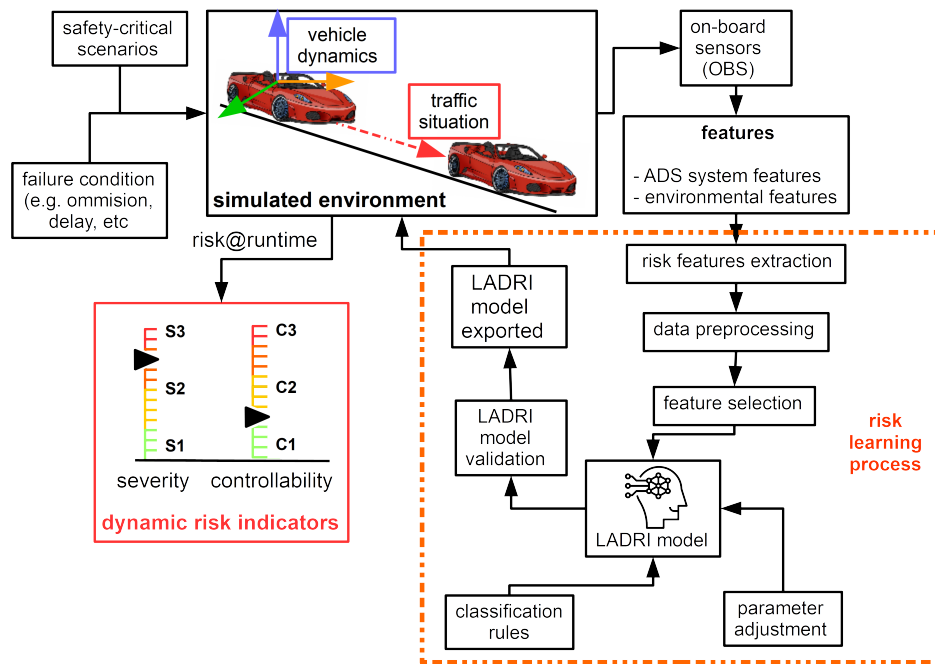 safety-critical
scenarios
failure condition
(e.g. ommision,
delay, etc
vehicle
dynamics
traffic
situation
simulated environment
on-board
sensors
(OBS)
features
- ADS system features
- environmental features
risk@runtime
S3
S2
S1
severity
C3
C2
C1
controllability
dynamic risk indicators
risk features extraction
data preprocessing
feature selection
LADRI model
classification
rules
parameter
adjustment
LADRI
model
validation
LADRI
model
exported
risk
learning
process